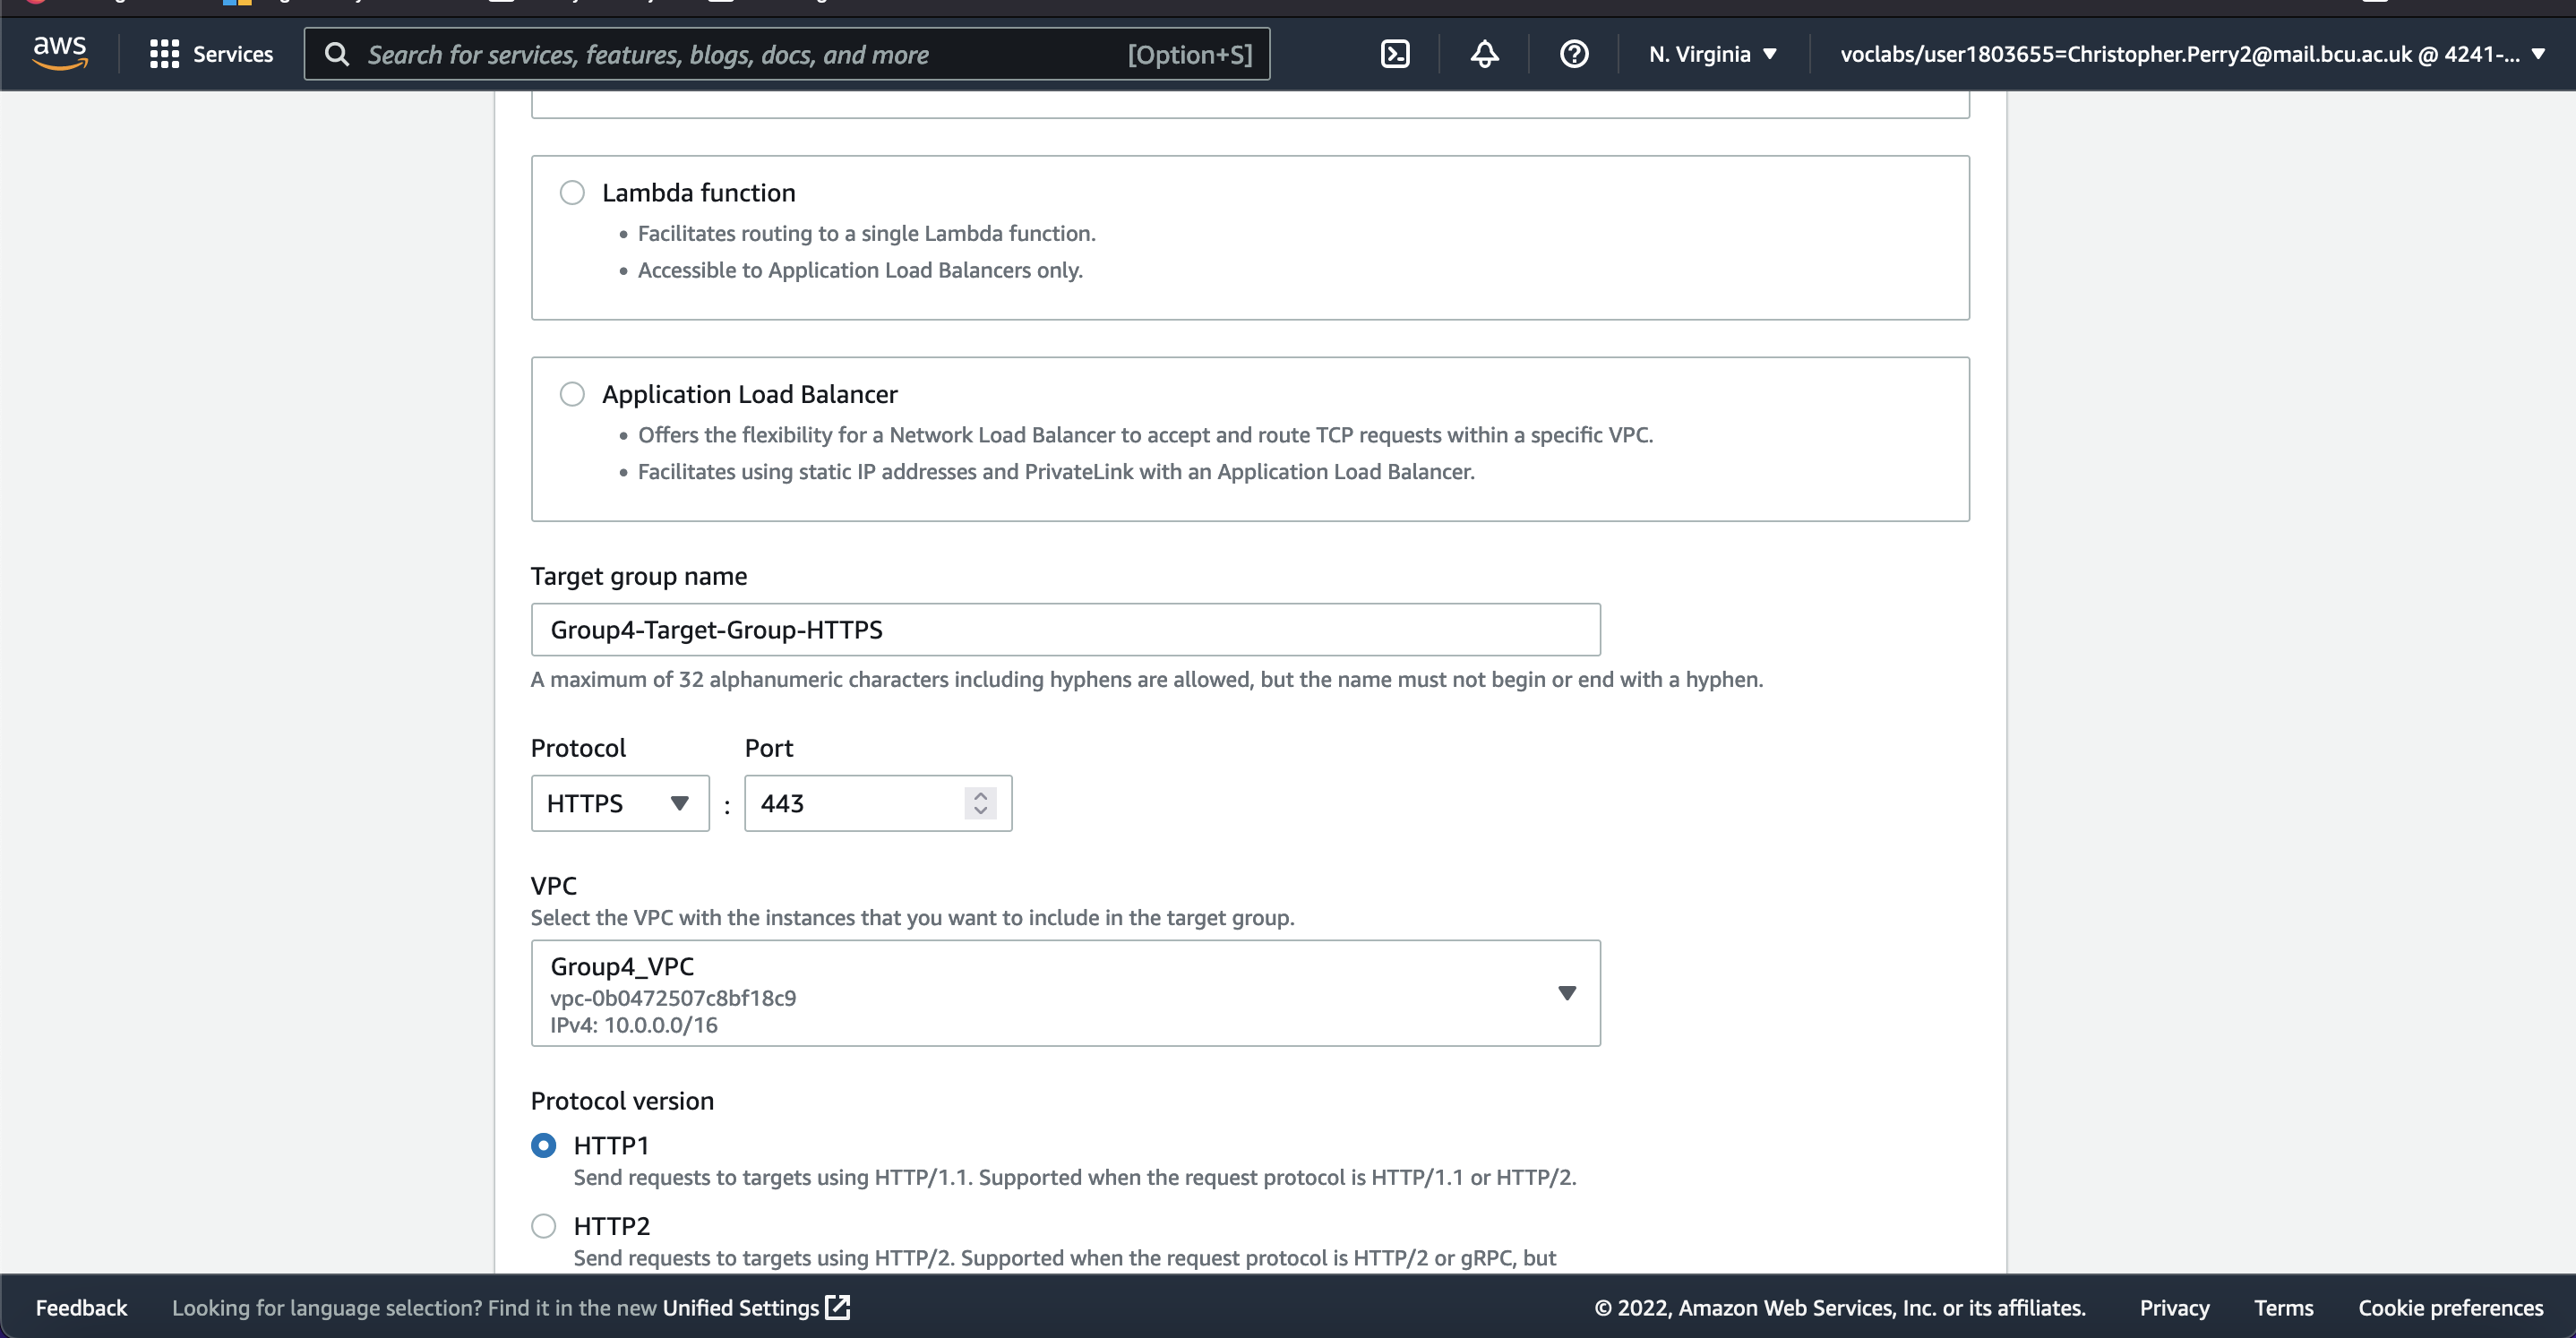 aws
Services
Search for services, features, blogs, docs, and more
[Option+S]
N. Virginia
voclabs/user1803655=Christopher.Perry2@mail.bcu.ac.uk @ 4241-...
Lambda function
• Facilitates routing to a single Lambda function.
• Accessible to Application Load Balancers only.
Application Load Balancer
• Offers the flexibility for a Network Load Balancer to accept and route TCP requests within a specific VPC.
• Facilitates using static IP addresses and PrivateLink with an Application Load Balancer.
Target group name
Group4-Target-Group-HTTPS
A maximum of 32 alphanumeric characters including hyphens are allowed, but the name must not begin or end with a hyphen.
Protocol Port
HTTPS : 443
VPC
Select the VPC with the instances that you want to include in the target group.
Group4_VPC
vpc-0b0472507c8bf18c9
IPv4: 10.0.0.0/16
Protocol version
HTTP1
Send requests to targets using HTTP/1.1. Supported when the request protocol is HTTP/1.1 or HTTP/2.
HTTP2
Send requests to targets using HTTP/2. Supported when the request protocol is HTTP/2 or gRPC, but
Feedback
Looking for language selection? Find it in the new Unified Settings
© 2022, Amazon Web Services, Inc. or its affiliates.
Privacy
Terms
Cookie preferences